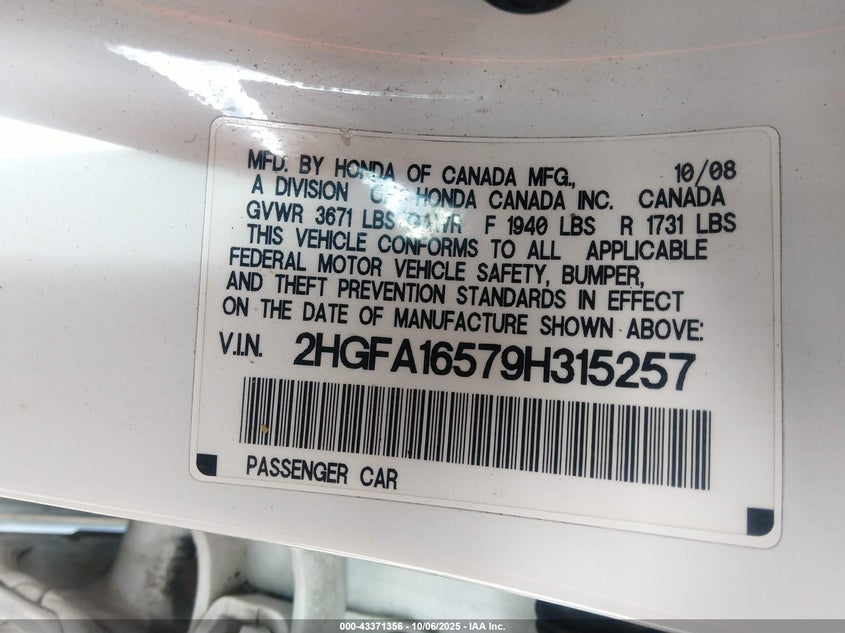 MFD. BY HONDA OF CANADA MFG., 10/08
A DIVISION OF HONDA CANADA INC. CANADA
GVWR 3671 LBS GAWR F 1940 LBS R 1731 LBS
THIS VEHICLE CONFORMS TO ALL APPLICABLE
FEDERAL MOTOR VEHICLE SAFETY, BUMPER,
AND THEFT PREVENTION STANDARDS IN EFFECT
ON THE DATE OF MANUFACTURE SHOWN ABOVE:
V.I.N. 2HGFA16579H315257
PASSENGER CAR
000-43371356 | 10/06/2025 - © IAA Inc.